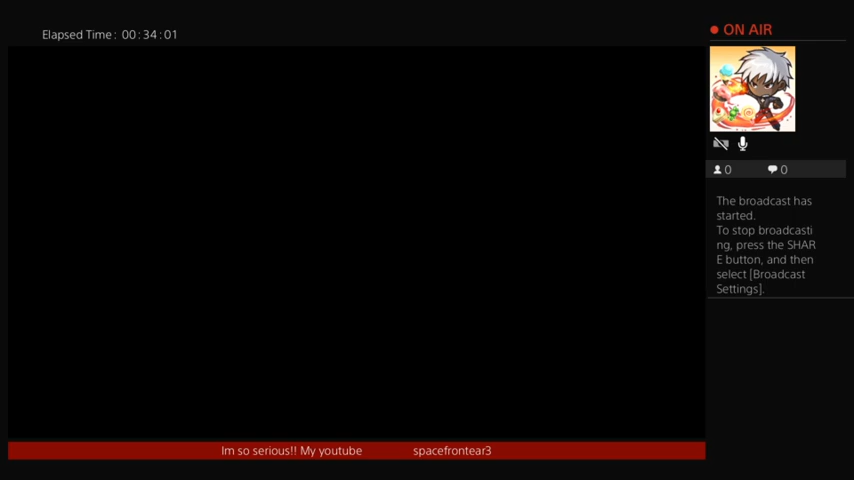 Elapsed Time: 00:34:01
ON AIR
0 0
The broadcast has
started.
To stop broadcasti
ng, press the SHAR
E button, and then
select [Broadcast
Settings].
Im so serious!! My youtube spacefrontear3